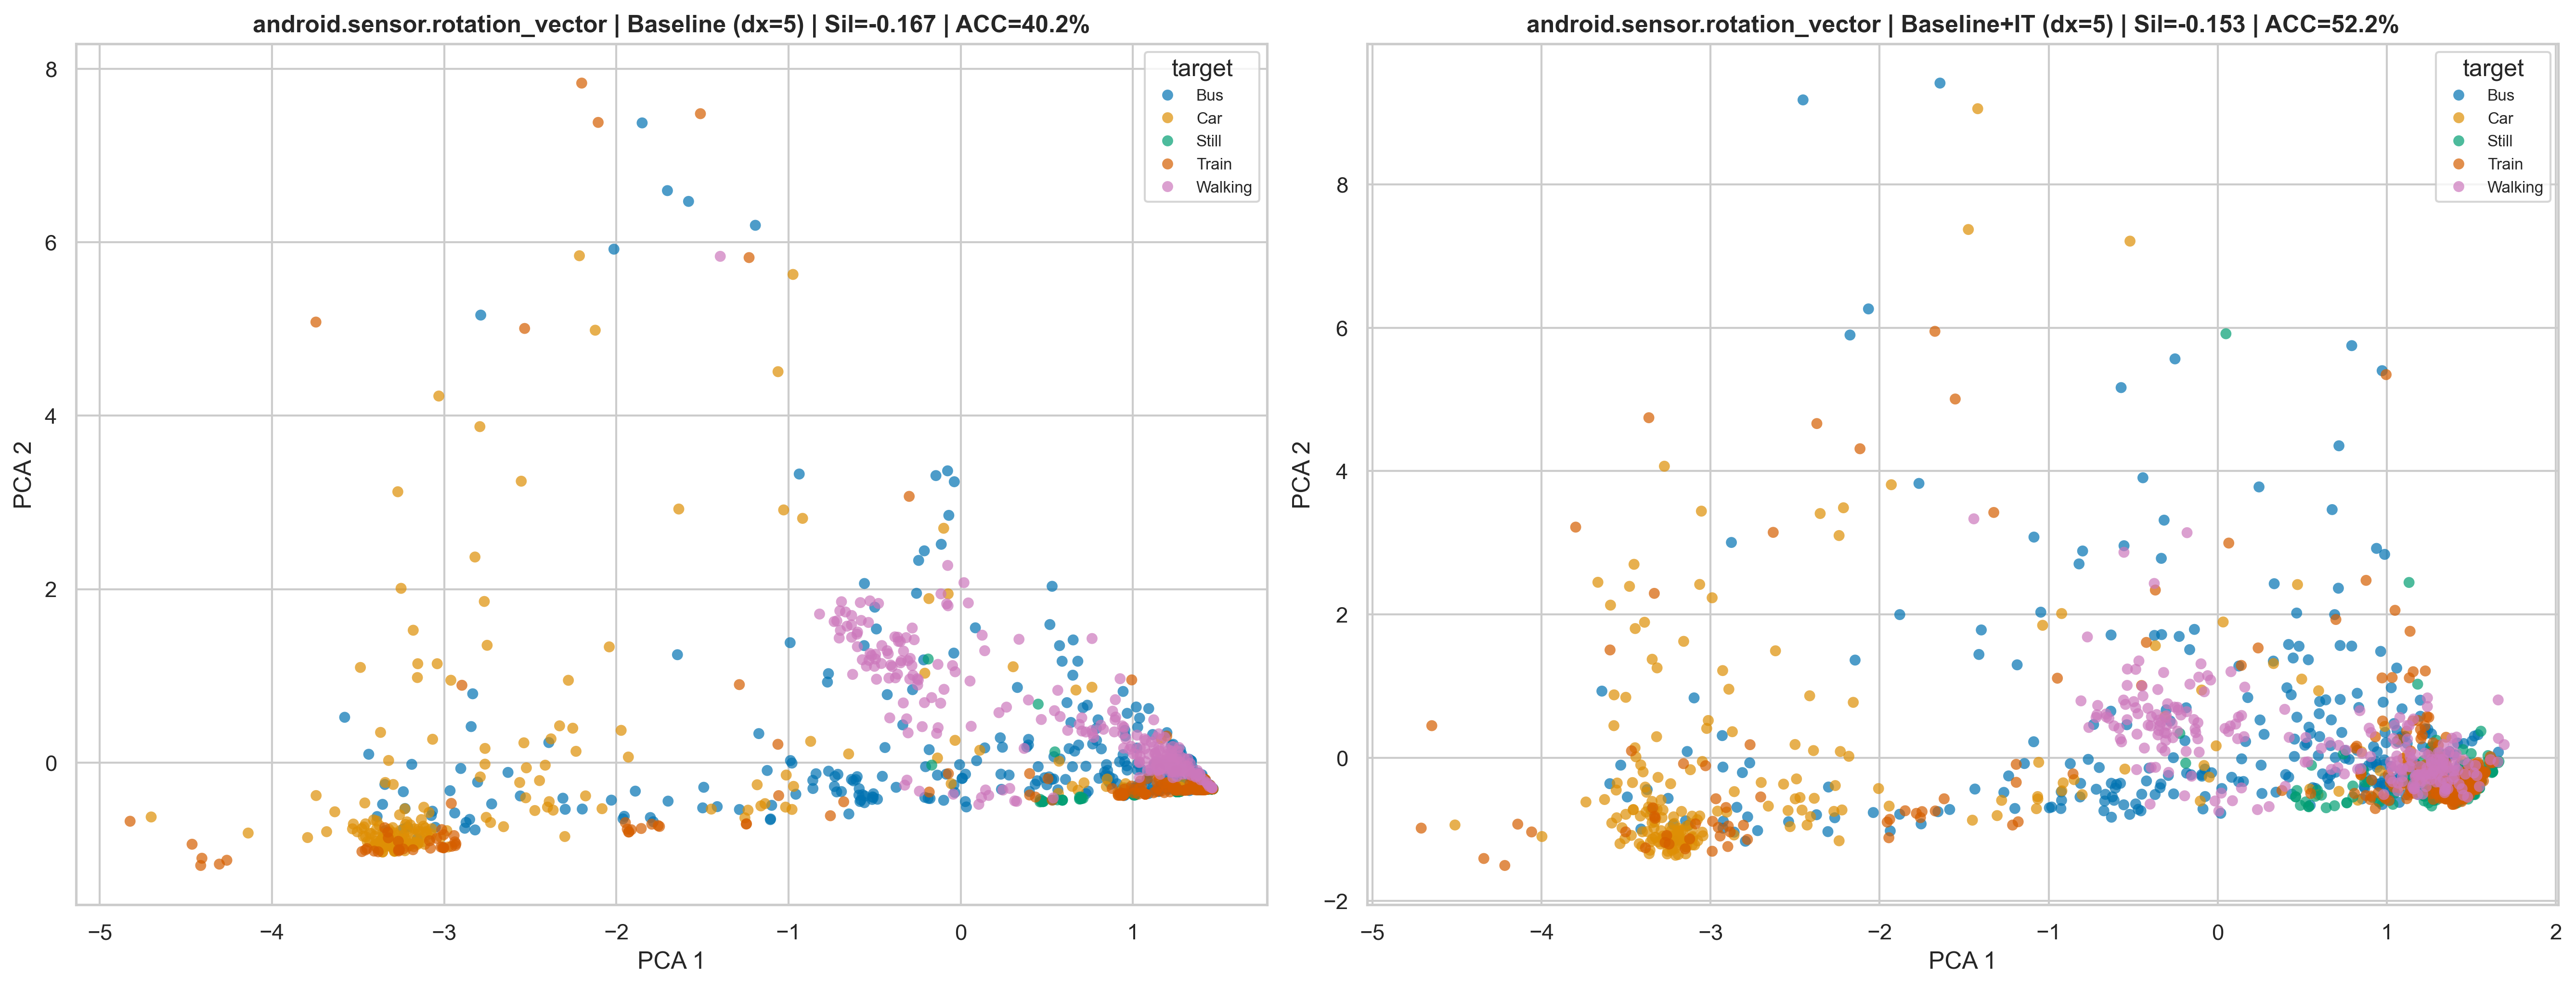 android.sensor.rotation_vector | Baseline (dx=5) | Sil=-0.167 | ACC=40.2%
target
Bus
Car
Still
Train
Walking
8
6
4
2
0
PCA 2
−5 −4 −3 −2 −1 0 1
PCA 1
android.sensor.rotation_vector | Baseline+IT (dx=5) | Sil=-0.153 | ACC=52.2%
target
Bus
Car
Still
Train
Walking
8
6
4
2
0
−2
PCA 2
−5 −4 −3 −2 −1 0 1 2
PCA 1